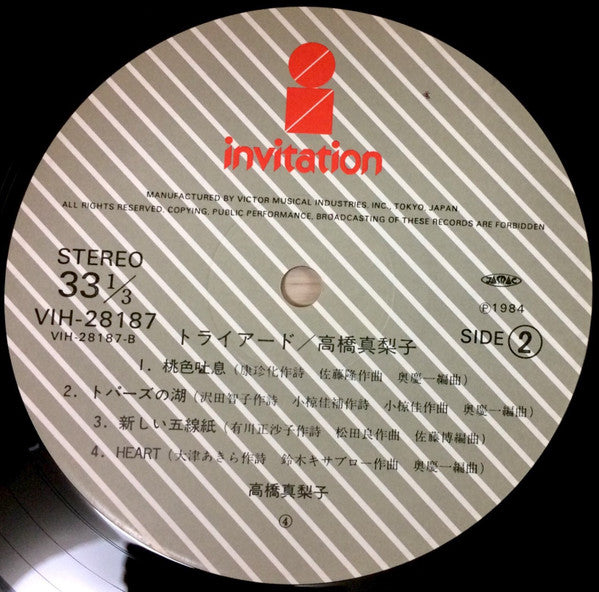 invitation
MANUFACTURED BY VICTOR MUSICAL INDUSTRIES, INC., TOKYO, JAPAN
ALL RIGHTS RESERVED, COPYING, PUBLIC PERFORMANCE, BROADCASTING OF THESE RECORDS ARE FORBIDDEN
STEREO
33 1/3
VIH-28187
VIH-28187-B
JASRAC
Ⓟ1984
SIDE ②
トライアード/高橋真梨子
1. 桃色吐息 (康珍化作詩 佐藤隆作曲 奥慶一編曲)
2. トパーズの湖 (沢田智子作詩 小椋佳補作詩 小椋佳作曲 奥慶一編曲)
3. 新しい五線紙 (有川正沙子作詩 松田良作曲 佐藤博編曲)
4. HEART (大津あきら作詩 鈴木キサブロー作曲 奥慶一編曲)
高橋真梨子
④